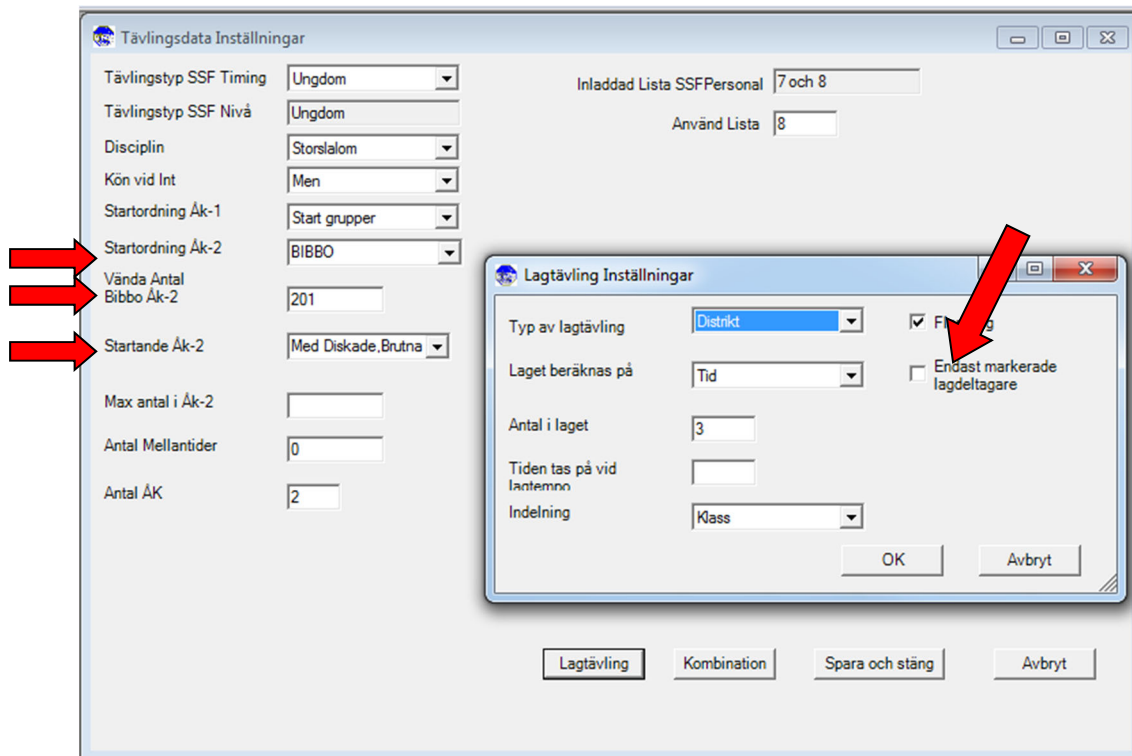 Tävlingsdata Inställningar
Tävlingstyp SSF Timing Ungdom
Inladdad Lista SSFPersonal 7 och 8
Tävlingstyp SSF Nivå Ungdom
Använd Lista 8
Disciplin Storslalom
Kön vid Int Men
Startordning Åk-1 Start grupper
Startordning Åk-2 BIBBO
Vända Antal
Bibbo Åk-2 201
Startande Åk-2 Med Diskade,Brutna
Max antal i Åk-2
Antal Mellantider 0
Antal ÅK 2
Lagtävling Inställningar
Typ av lagtävling Distrikt
Laget beräknas på Tid
Endast markerade
lagdeltagare
Antal i laget 3
Tiden tas på vid
lagtempo
Indelning Klass
OK Avbryt
Lagtävling Kombination Spara och stäng Avbryt